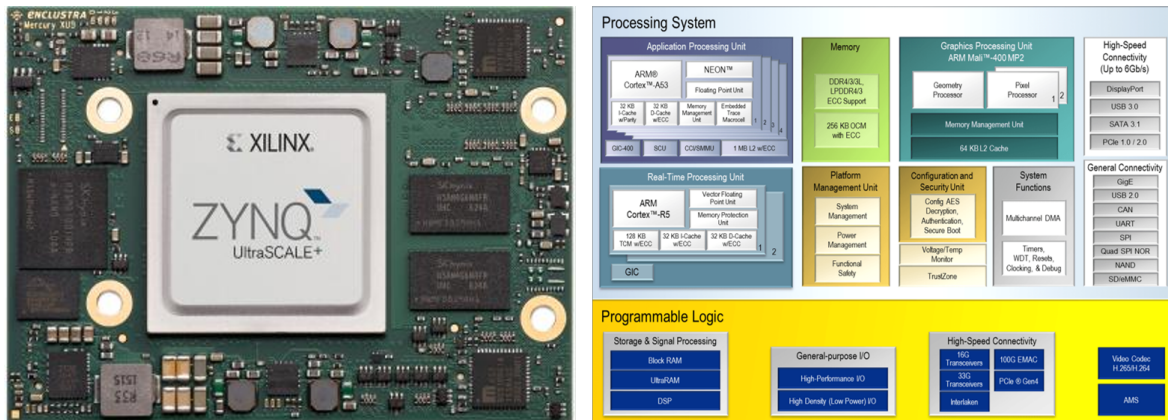 ENCLUSTRA
Mercury XU9
XILINX
ZYNQ
UltraSCALE+
Processing System
Application Processing Unit
ARM®
Cortex™-A53
NEON™
Floating Point Unit
32 KB
I-Cache
w/Parity
32 KB
D-Cache
w/ECC
Memory
Management
Unit
Embedded
Trace
Macrocell
1
2
3
4
GIC-400
SCU
CCI/SMMU
1 MB L2 w/ECC
Memory
DDR4/3/3L,
LPDDR4/3
ECC Support
256 KB OCM
with ECC
Graphics Processing Unit
ARM Mali™-400 MP2
Geometry
Processor
Pixel
Processor
1
2
Memory Management Unit
64 KB L2 Cache
High-Speed
Connectivity
(Up to 6Gb/s)
DisplayPort
USB 3.0
SATA 3.1
PCIe 1.0 / 2.0
Real-Time Processing Unit
ARM
Cortex™-R5
Vector Floating
Point Unit
Memory Protection
Unit
128 KB
TCM w/ECC
32 KB I-Cache
w/ECC
32 KB D-Cache
w/ECC
1
2
GIC
Platform
Management Unit
System
Management
Power
Management
Functional
Safety
Configuration and
Security Unit
Config AES
Decryption,
Authentication,
Secure Boot
Voltage/Temp
Monitor
TrustZone
System
Functions
Multichannel DMA
Timers,
WDT, Resets,
Clocking, & Debug
General Connectivity
GigE
USB 2.0
CAN
UART
SPI
Quad SPI NOR
NAND
SD/eMMC
Programmable Logic
Storage & Signal Processing
Block RAM
UltraRAM
DSP
General-purpose I/O
High-Performance I/O
High Density (Low Power) I/O
High-Speed Connectivity
16G
Transceivers
100G EMAC
33G
Transceivers
PCIe ® Gen4
Interlaken
Video Codec
H.265/H.264
AMS